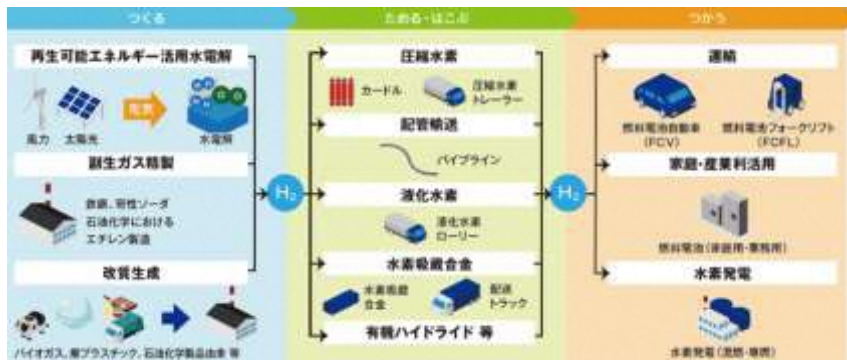 つくる
再生可能エネルギー活用水電解
風力
太陽光
電気
水電解
副生ガス精製
鉄鋼、苛性ソーダ
石油化学における
エチレン製造
改質生成
バイオガス、廃プラスチック、石油化学製品由来 等
H₂
ためる・はこぶ
圧縮水素
カードル
圧縮水素
トレーラー
配管輸送
パイプライン
液化水素
液化水素
ローリー
水素吸蔵合金
水素吸蔵
合金
配送
トラック
有機ハイドライド 等
H₂
つかう
運輸
燃料電池自動車
(FCV)
燃料電池フォークリフト
(FCFL)
家庭・産業利活用
燃料電池(家庭用・業務用)
水素発電
水素発電(混焼・専焼)